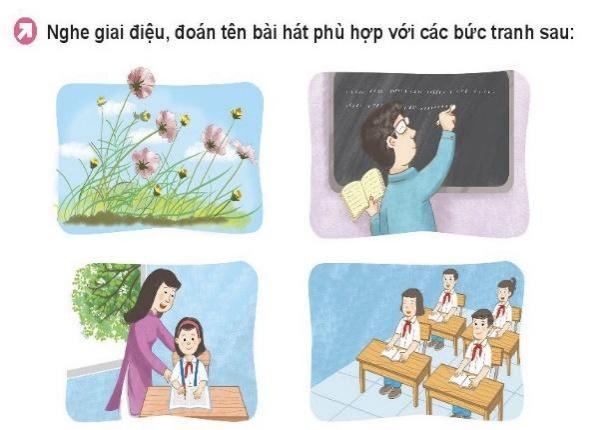 Nghe giai điệu, đoán tên bài hát phù hợp với các bức tranh sau: